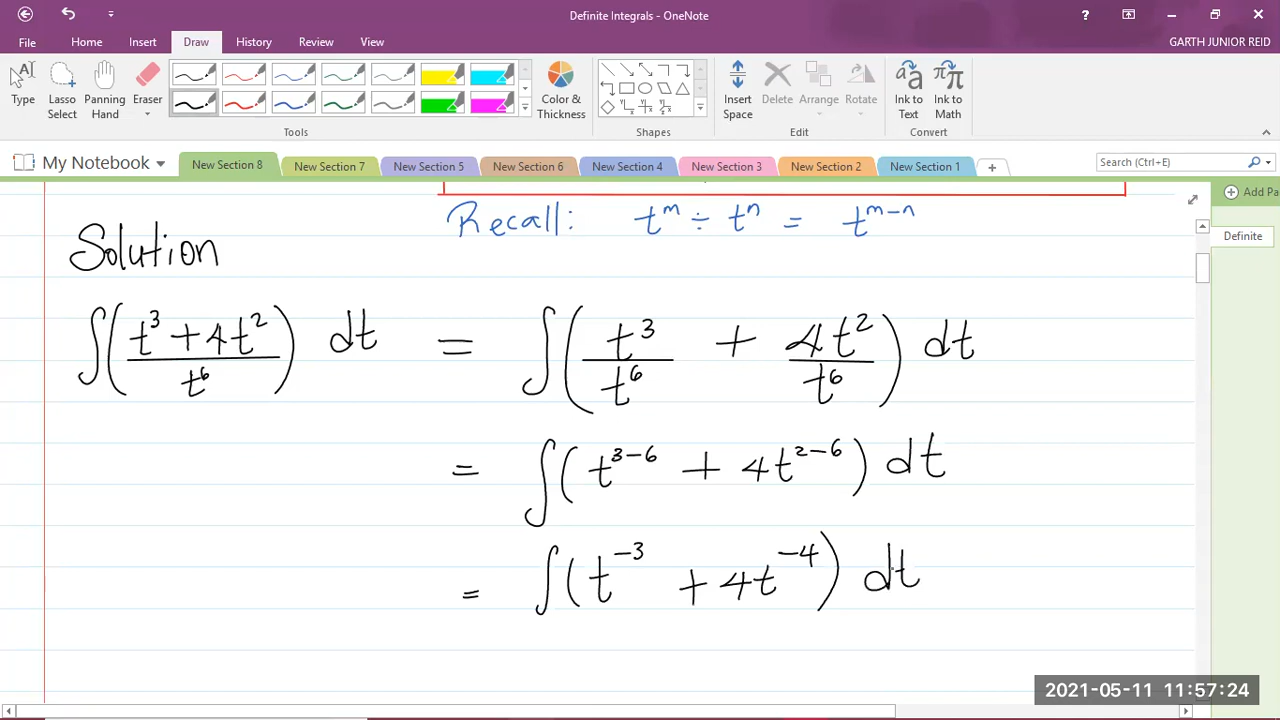 Definite Integrals - OneNote
?
File Home Insert Draw History Review View
GARTH JUNIOR REID
Type
Lasso Select
Panning Hand
Eraser
Color & Thickness
Insert Space
Delete
Arrange
Rotate
Ink to Text
Ink to Math
Tools
Shapes
Edit
Convert
My Notebook
New Section 8 New Section 7 New Section 5 New Section 6 New Section 4 New Section 3 New Section 2 New Section 1
Search (Ctrl+E)
Add Pa
Definite
Recall: t^m ÷ t^n = t^{m-n}
Solution
∫((t^3 + 4t^2)/t^6) dt = ∫(t^3/t^6 + 4t^2/t^6) dt
= ∫(t^{3-6} + 4t^{2-6}) dt
= ∫(t^{-3} + 4t^{-4}) dt
2021-05-11 11:57:24